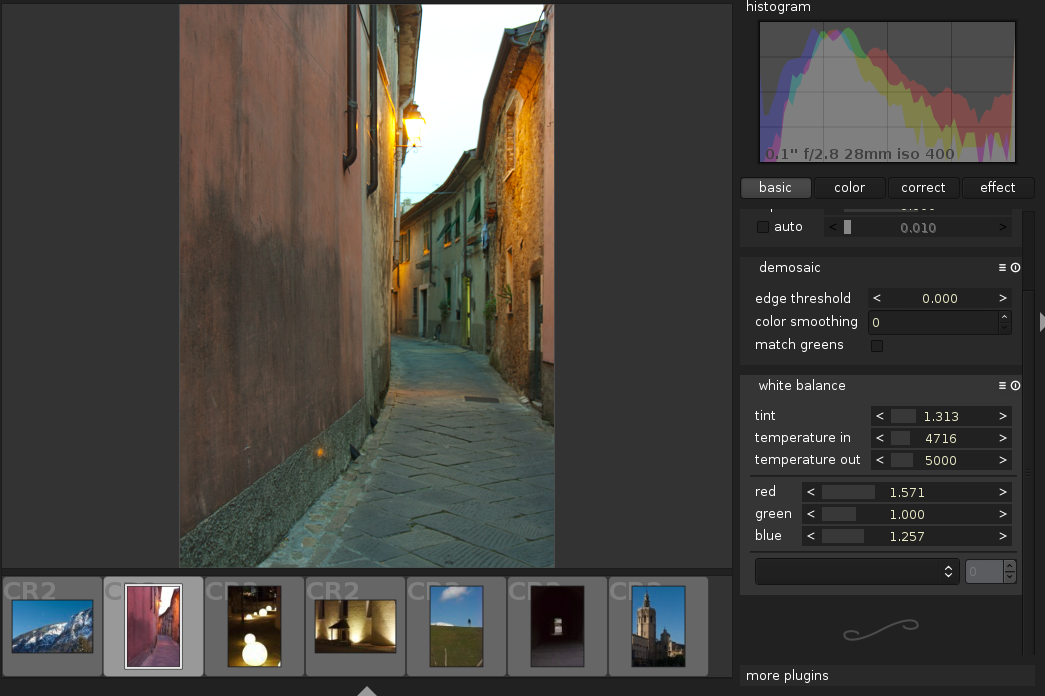 histogram
0.1'' f/2.8 28mm iso 400
basic color correct effect
auto < 0.010 >
demosaic
edge threshold < 0.000 >
color smoothing 0
match greens
white balance
tint < 1.313 >
temperature in < 4716 >
temperature out < 5000 >
red < 1.571 >
green < 1.000 >
blue < 1.257 >
0
more plugins
CR2 CR2 CR2 CR2 CR2 CR2 CR2